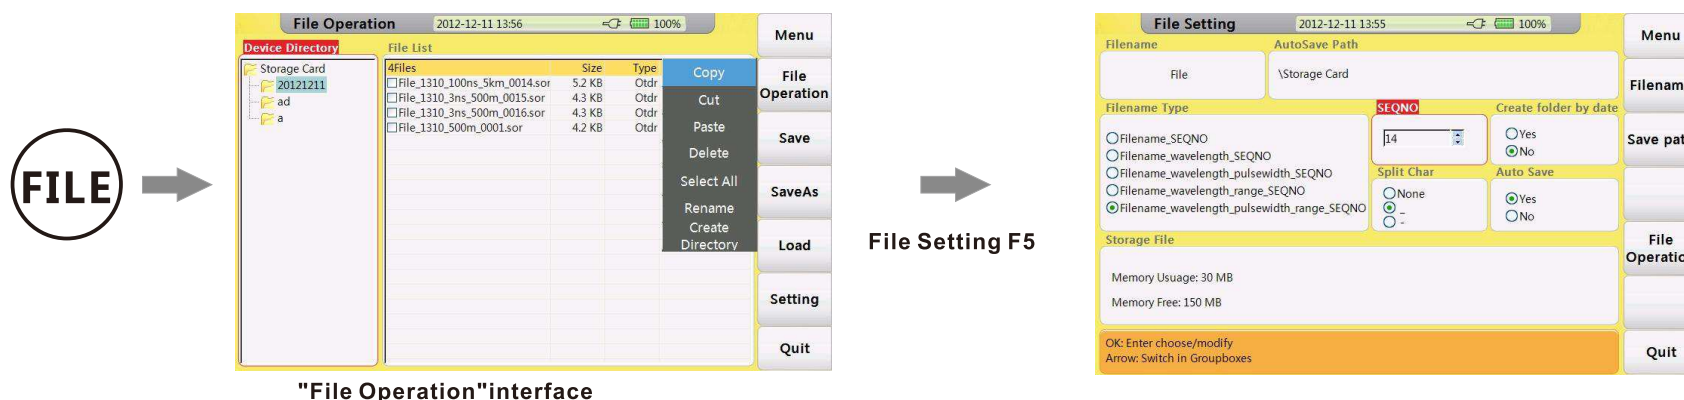 FILE
File Operation 2012-12-11 13:56 100%
Device Directory
Storage Card
20121211
ad
a
File List
4Files Size Type
File_1310_100ns_5km_0014.sor 5.2 KB Otdr
File_1310_3ns_500m_0015.sor 4.3 KB Otdr
File_1310_3ns_500m_0016.sor 4.3 KB Otdr
File_1310_500m_0001.sor 4.2 KB Otdr
Copy
Cut
Paste
Delete
Select All
Rename
Create
Directory
Menu
File
Operation
Save
SaveAs
Load
Setting
Quit
"File Operation"interface
File Setting F5
File Setting 2012-12-11 13:55 100%
Filename
File
AutoSave Path
\Storage Card
Filename Type
Filename_SEQNO
Filename_wavelength_SEQNO
Filename_wavelength_pulsewidth_SEQNO
Filename_wavelength_range_SEQNO
Filename_wavelength_pulsewidth_range_SEQNO
SEQNO
14
Create folder by date
Yes
No
Split Char
None
_
-
Auto Save
Yes
No
Storage File
Memory Usuage: 30 MB
Memory Free: 150 MB
OK: Enter choose/modify
Arrow: Switch in Groupboxes
Menu
Filenam
Save pat
File
Operatio
Quit